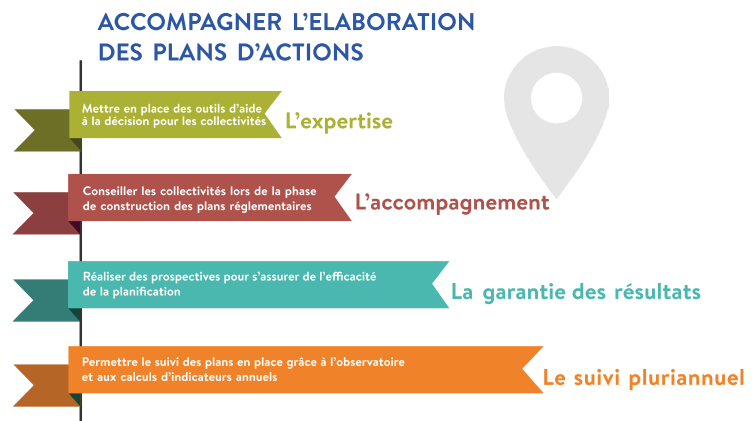 ACCOMPAGNER L'ELABORATION
DES PLANS D'ACTIONS
Mettre en place des outils d'aide
à la décision pour les collectivités
L'expertise
Conseiller les collectivités lors de la phase
de construction des plans réglementaires
L'accompagnement
Réaliser des prospectives pour s'assurer de l'efficacité
de la planification
La garantie des résultats
Permettre le suivi des plans en place grâce à l'observatoire
et aux calculs d'indicateurs annuels
Le suivi pluriannuel